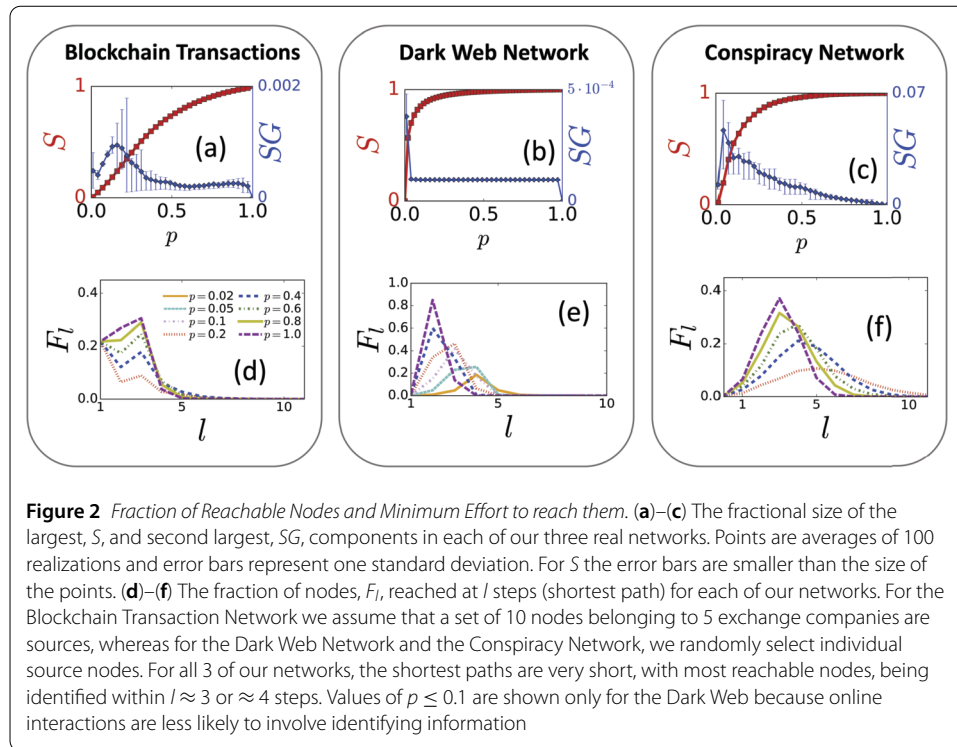 Blockchain Transactions
1
0.002
S
SG
(a)
0
0
0.0
0.5
1.0
p
0.4
p = 0.02
p = 0.4
p = 0.05
p = 0.6
p = 0.1
p = 0.8
p = 0.2
p = 1.0
F_l
0.2
(d)
0.0
1
5
10
l
Dark Web Network
1
5 · 10⁻⁴
S
SG
(b)
0
0
0.0
0.5
1.0
p
1.0
0.8
0.6
0.4
0.2
0.0
F_l
(e)
1
5
10
l
Conspiracy Network
1
0.07
S
SG
(c)
0
0
0.0
0.5
1.0
p
0.4
F_l
0.2
(f)
0.0
1
5
10
l
Figure 2 Fraction of Reachable Nodes and Minimum Effort to reach them. (a)–(c) The fractional size of the
largest, S, and second largest, SG, components in each of our three real networks. Points are averages of 100
realizations and error bars represent one standard deviation. For S the error bars are smaller than the size of
the points. (d)–(f) The fraction of nodes, F_l, reached at l steps (shortest path) for each of our networks. For the
Blockchain Transaction Network we assume that a set of 10 nodes belonging to 5 exchange companies are
sources, whereas for the Dark Web Network and the Conspiracy Network, we randomly select individual
source nodes. For all 3 of our networks, the shortest paths are very short, with most reachable nodes, being
identified within l ≈ 3 or ≈ 4 steps. Values of p ≤ 0.1 are shown only for the Dark Web because online
interactions are less likely to involve identifying information